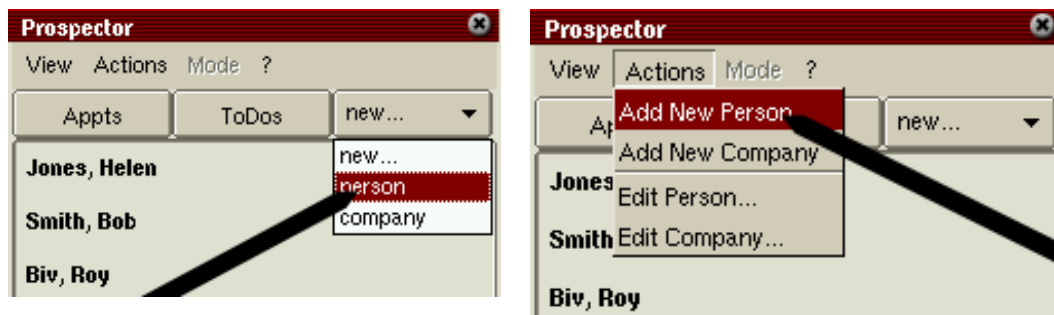 Prospector
View Actions Mode ?
Appts ToDos new...
new...
Jones, Helen
person
Smith, Bob
company
Biv, Roy
Prospector
View Actions Mode ?
Add New Person
new...
Add New Company
Jones
Edit Person...
Smith
Edit Company...
Biv, Roy